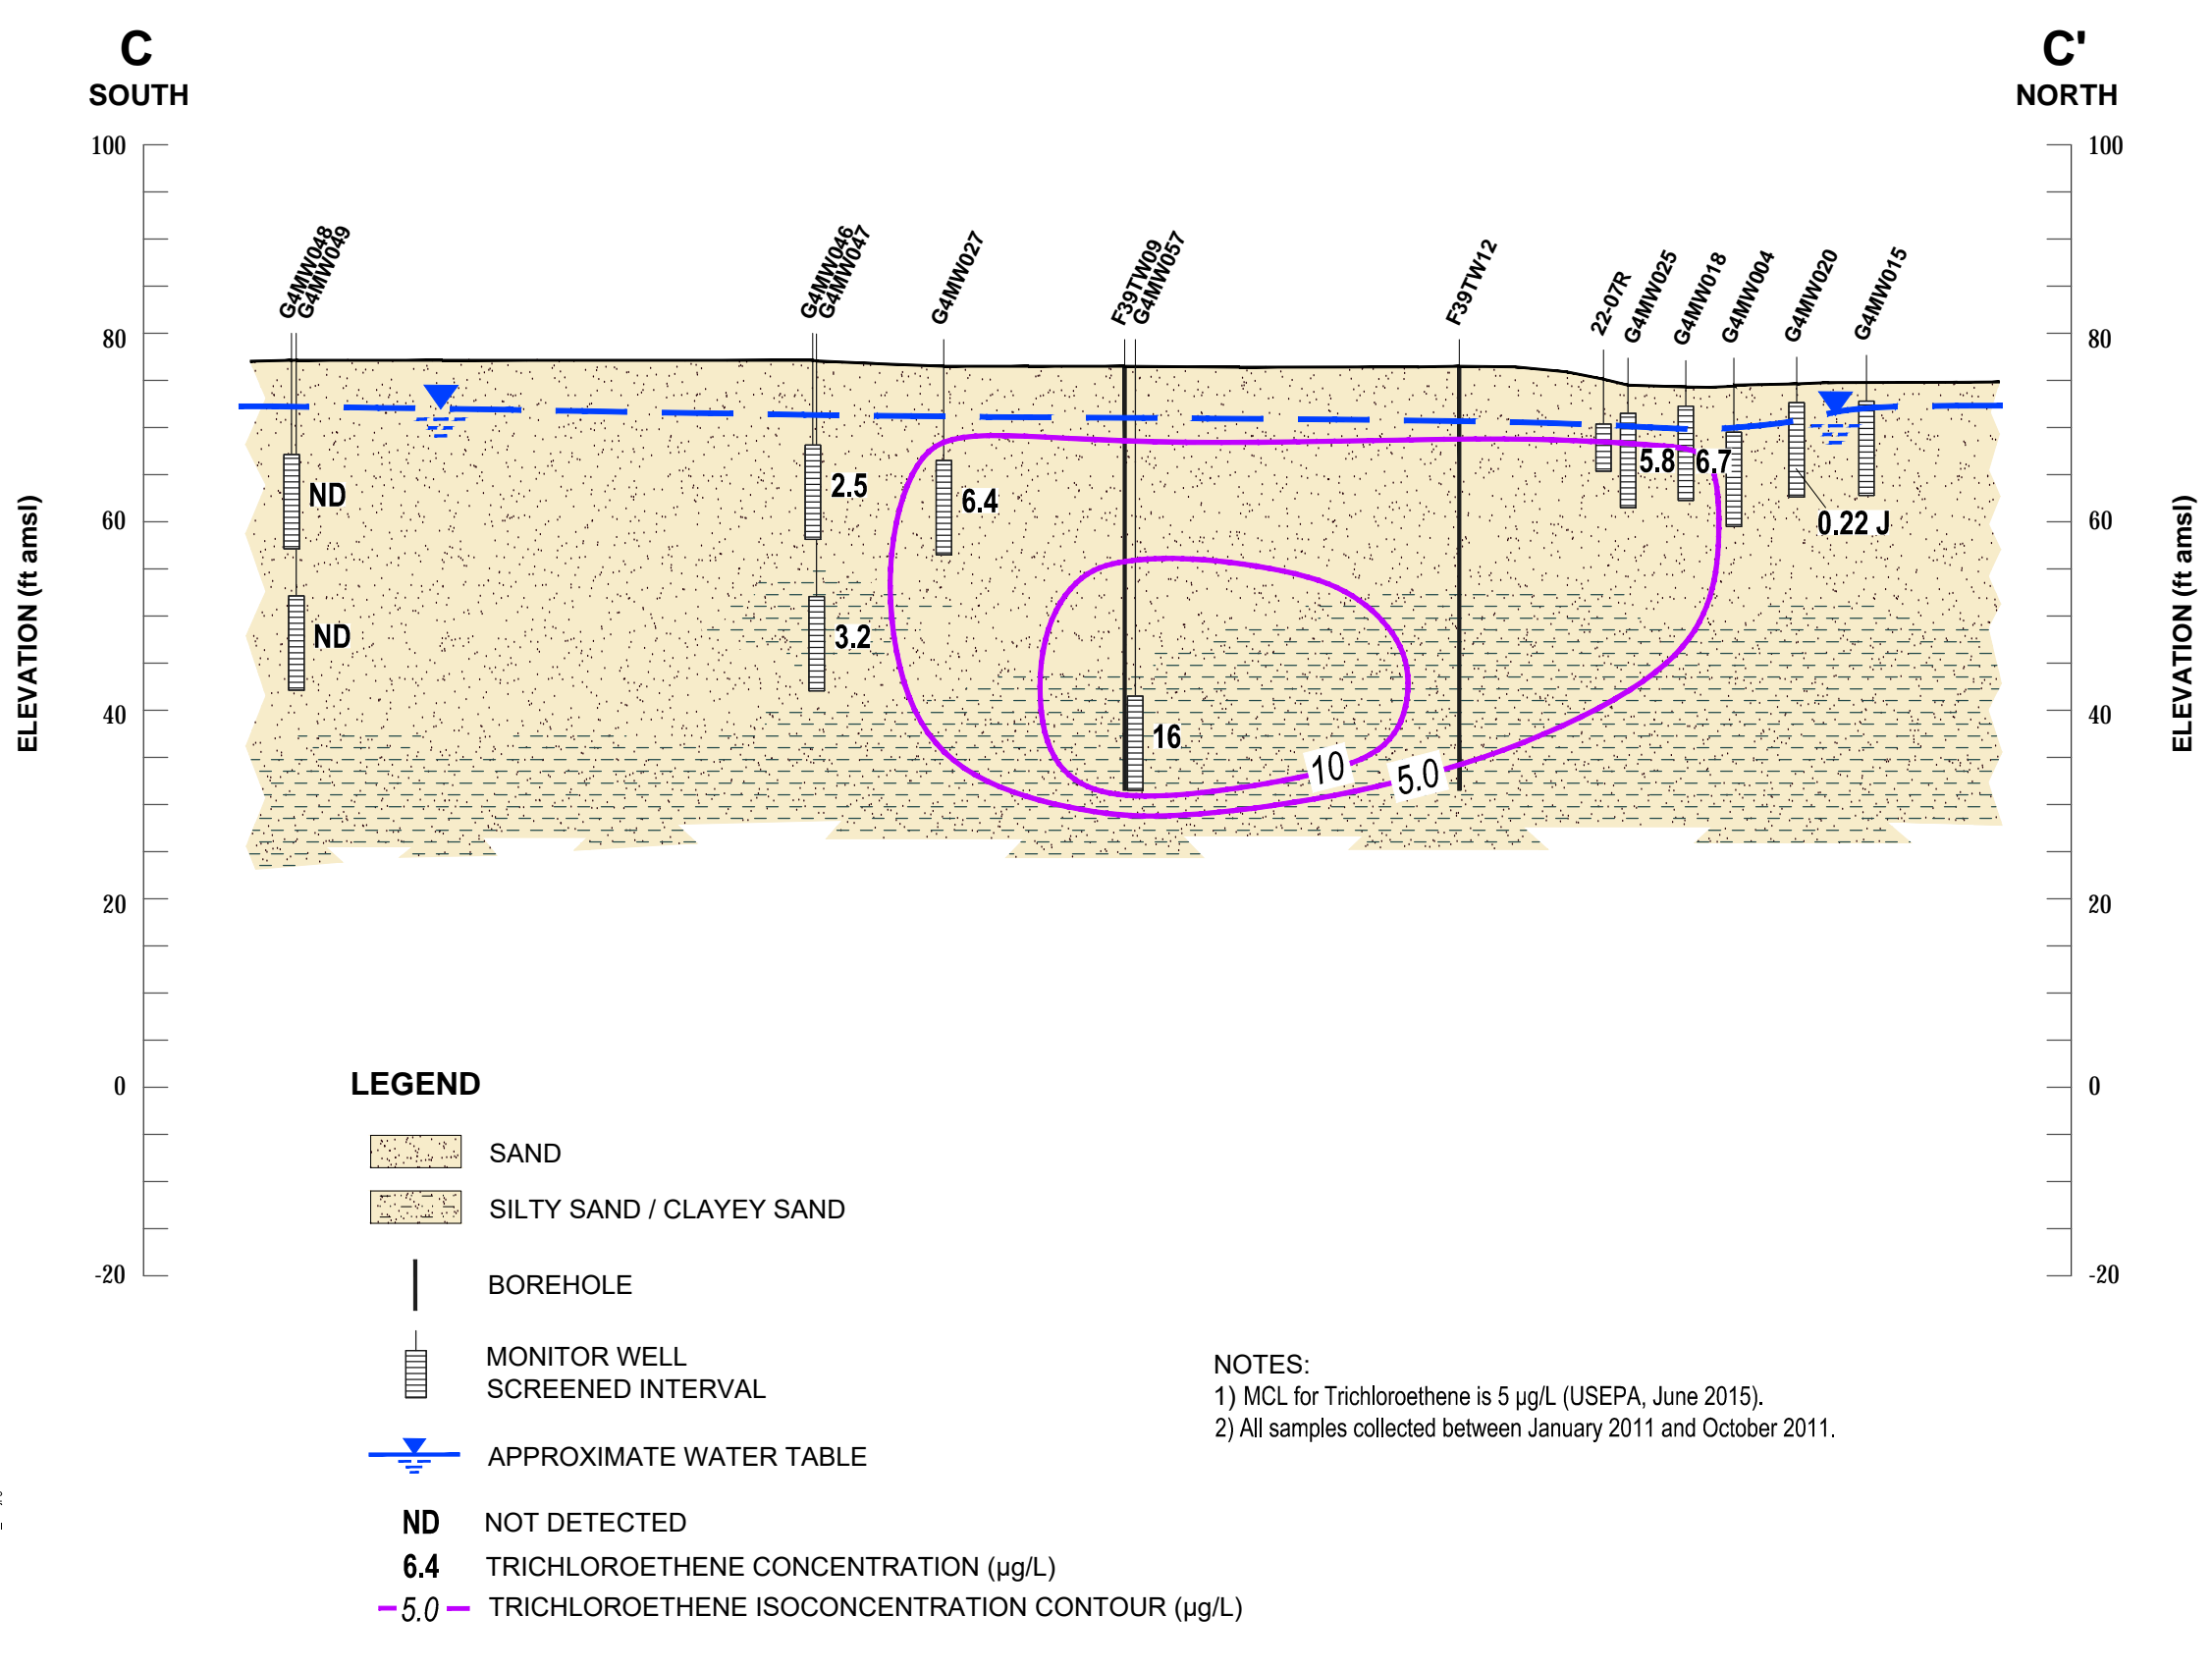 C
SOUTH
C'
NORTH
100
80
60
40
20
0
-20
ELEVATION (ft amsl)
100
80
60
40
20
0
-20
ELEVATION (ft amsl)
G4MW048
G4MW049
G4MW046
G4MW047
G4MW027
F39TW09
G4MW057
F39TW12
22-07R
G4MW025
G4MW018
G4MW004
G4MW020
G4MW015
ND
ND
2.5
3.2
6.4
16
5.8
6.7
0.22 J
10
5.0
LEGEND
SAND
SILTY SAND / CLAYEY SAND
BOREHOLE
MONITOR WELL
SCREENED INTERVAL
APPROXIMATE WATER TABLE
ND NOT DETECTED
6.4 TRICHLOROETHENE CONCENTRATION (µg/L)
5.0 TRICHLOROETHENE ISOCONCENTRATION CONTOUR (µg/L)
NOTES:
1) MCL for Trichloroethene is 5 µg/L (USEPA, June 2015).
2) All samples collected between January 2011 and October 2011.